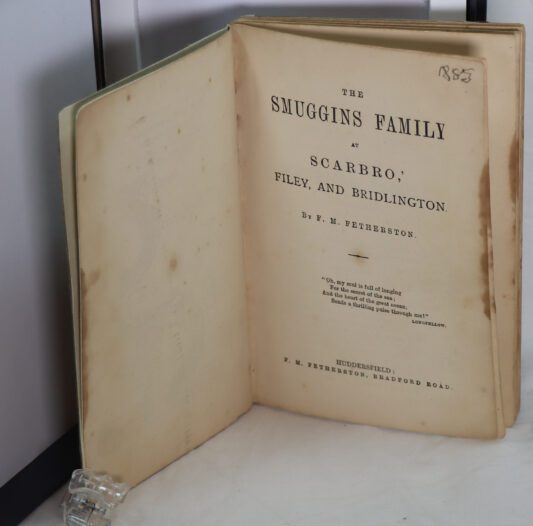 1885
THE
SMUGGINS FAMILY
AT
SCARBRO,'
FILEY, AND BRIDLINGTON.
BY F. M. FETHERSTON.
"Oh, my soul is full of longing
For the secret of the sea;
And the heart of the great ocean,
Sends a thrilling pulse through me!"
LONGFELLOW.
HUDDERSFIELD:
F. M. FETHERSTON, BRADFORD ROAD.